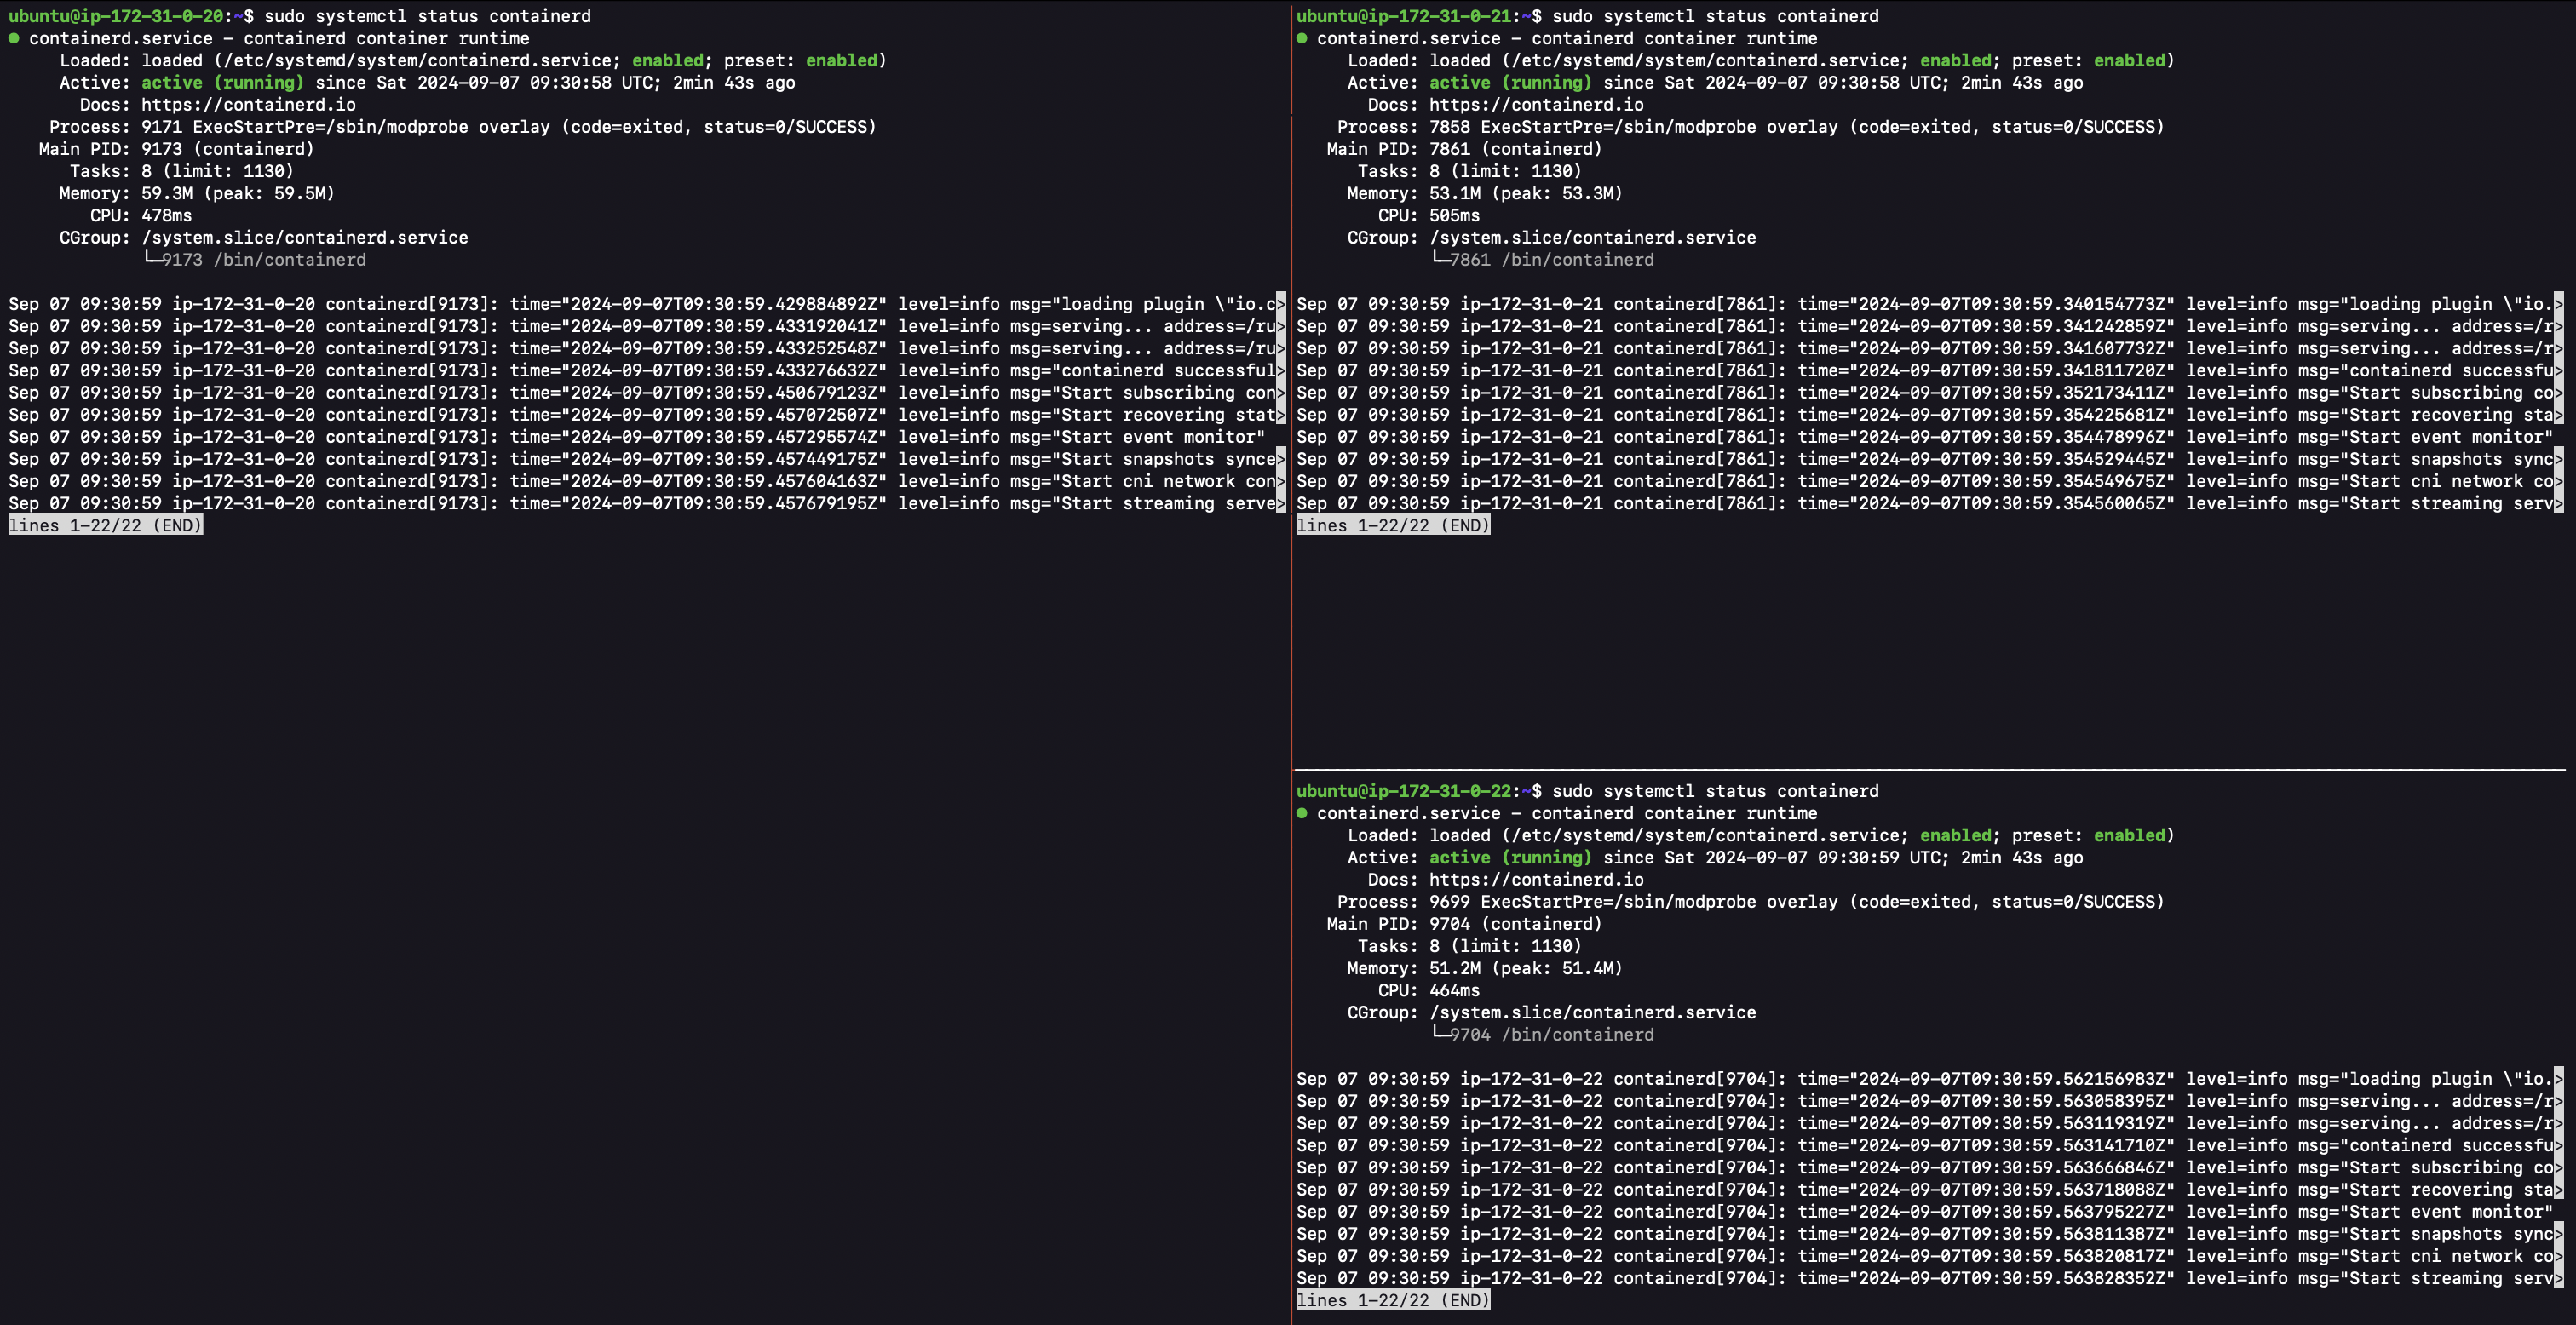 ubuntu@ip-172-31-0-20:~$ sudo systemctl status containerd
● containerd.service – containerd container runtime
Loaded: loaded (/etc/systemd/system/containerd.service; enabled; preset: enabled)
Active: active (running) since Sat 2024-09-07 09:30:58 UTC; 2min 43s ago
Docs: https://containerd.io
Process: 9171 ExecStartPre=/sbin/modprobe overlay (code=exited, status=0/SUCCESS)
Main PID: 9173 (containerd)
Tasks: 8 (limit: 1130)
Memory: 59.3M (peak: 59.5M)
CPU: 478ms
CGroup: /system.slice/containerd.service
└─9173 /bin/containerd
Sep 07 09:30:59 ip-172-31-0-20 containerd[9173]: time="2024-09-07T09:30:59.429884892Z" level=info msg="loading plugin \"io.c>
Sep 07 09:30:59 ip-172-31-0-20 containerd[9173]: time="2024-09-07T09:30:59.433192041Z" level=info msg=serving... address=/ru>
Sep 07 09:30:59 ip-172-31-0-20 containerd[9173]: time="2024-09-07T09:30:59.433252548Z" level=info msg=serving... address=/ru>
Sep 07 09:30:59 ip-172-31-0-20 containerd[9173]: time="2024-09-07T09:30:59.433276632Z" level=info msg="containerd successful>
Sep 07 09:30:59 ip-172-31-0-20 containerd[9173]: time="2024-09-07T09:30:59.450679123Z" level=info msg="Start subscribing con>
Sep 07 09:30:59 ip-172-31-0-20 containerd[9173]: time="2024-09-07T09:30:59.457072507Z" level=info msg="Start recovering stat>
Sep 07 09:30:59 ip-172-31-0-20 containerd[9173]: time="2024-09-07T09:30:59.457295574Z" level=info msg="Start event monitor"
Sep 07 09:30:59 ip-172-31-0-20 containerd[9173]: time="2024-09-07T09:30:59.457449175Z" level=info msg="Start snapshots synce>
Sep 07 09:30:59 ip-172-31-0-20 containerd[9173]: time="2024-09-07T09:30:59.457604163Z" level=info msg="Start cni network con>
Sep 07 09:30:59 ip-172-31-0-20 containerd[9173]: time="2024-09-07T09:30:59.457679195Z" level=info msg="Start streaming serve>
lines 1-22/22 (END)
ubuntu@ip-172-31-0-21:~$ sudo systemctl status containerd
● containerd.service – containerd container runtime
Loaded: loaded (/etc/systemd/system/containerd.service; enabled; preset: enabled)
Active: active (running) since Sat 2024-09-07 09:30:58 UTC; 2min 43s ago
Docs: https://containerd.io
Process: 7858 ExecStartPre=/sbin/modprobe overlay (code=exited, status=0/SUCCESS)
Main PID: 7861 (containerd)
Tasks: 8 (limit: 1130)
Memory: 53.1M (peak: 53.3M)
CPU: 505ms
CGroup: /system.slice/containerd.service
└─7861 /bin/containerd
Sep 07 09:30:59 ip-172-31-0-21 containerd[7861]: time="2024-09-07T09:30:59.340154773Z" level=info msg="loading plugin \"io.>
Sep 07 09:30:59 ip-172-31-0-21 containerd[7861]: time="2024-09-07T09:30:59.341242859Z" level=info msg=serving... address=/r>
Sep 07 09:30:59 ip-172-31-0-21 containerd[7861]: time="2024-09-07T09:30:59.341607732Z" level=info msg=serving... address=/r>
Sep 07 09:30:59 ip-172-31-0-21 containerd[7861]: time="2024-09-07T09:30:59.341811720Z" level=info msg="containerd successfu>
Sep 07 09:30:59 ip-172-31-0-21 containerd[7861]: time="2024-09-07T09:30:59.352173411Z" level=info msg="Start subscribing co>
Sep 07 09:30:59 ip-172-31-0-21 containerd[7861]: time="2024-09-07T09:30:59.354225681Z" level=info msg="Start recovering sta>
Sep 07 09:30:59 ip-172-31-0-21 containerd[7861]: time="2024-09-07T09:30:59.354478996Z" level=info msg="Start event monitor"
Sep 07 09:30:59 ip-172-31-0-21 containerd[7861]: time="2024-09-07T09:30:59.354529445Z" level=info msg="Start snapshots sync>
Sep 07 09:30:59 ip-172-31-0-21 containerd[7861]: time="2024-09-07T09:30:59.354549675Z" level=info msg="Start cni network co>
Sep 07 09:30:59 ip-172-31-0-21 containerd[7861]: time="2024-09-07T09:30:59.354560065Z" level=info msg="Start streaming serv>
lines 1-22/22 (END)
ubuntu@ip-172-31-0-22:~$ sudo systemctl status containerd
● containerd.service – containerd container runtime
Loaded: loaded (/etc/systemd/system/containerd.service; enabled; preset: enabled)
Active: active (running) since Sat 2024-09-07 09:30:59 UTC; 2min 43s ago
Docs: https://containerd.io
Process: 9699 ExecStartPre=/sbin/modprobe overlay (code=exited, status=0/SUCCESS)
Main PID: 9704 (containerd)
Tasks: 8 (limit: 1130)
Memory: 51.2M (peak: 51.4M)
CPU: 464ms
CGroup: /system.slice/containerd.service
└─9704 /bin/containerd
Sep 07 09:30:59 ip-172-31-0-22 containerd[9704]: time="2024-09-07T09:30:59.562156983Z" level=info msg="loading plugin \"io.>
Sep 07 09:30:59 ip-172-31-0-22 containerd[9704]: time="2024-09-07T09:30:59.563058395Z" level=info msg=serving... address=/r>
Sep 07 09:30:59 ip-172-31-0-22 containerd[9704]: time="2024-09-07T09:30:59.563119319Z" level=info msg=serving... address=/r>
Sep 07 09:30:59 ip-172-31-0-22 containerd[9704]: time="2024-09-07T09:30:59.563141710Z" level=info msg="containerd successfu>
Sep 07 09:30:59 ip-172-31-0-22 containerd[9704]: time="2024-09-07T09:30:59.563666846Z" level=info msg="Start subscribing co>
Sep 07 09:30:59 ip-172-31-0-22 containerd[9704]: time="2024-09-07T09:30:59.563718088Z" level=info msg="Start recovering sta>
Sep 07 09:30:59 ip-172-31-0-22 containerd[9704]: time="2024-09-07T09:30:59.563795227Z" level=info msg="Start event monitor"
Sep 07 09:30:59 ip-172-31-0-22 containerd[9704]: time="2024-09-07T09:30:59.563811387Z" level=info msg="Start snapshots sync>
Sep 07 09:30:59 ip-172-31-0-22 containerd[9704]: time="2024-09-07T09:30:59.563820817Z" level=info msg="Start cni network co>
Sep 07 09:30:59 ip-172-31-0-22 containerd[9704]: time="2024-09-07T09:30:59.563828352Z" level=info msg="Start streaming serv>
lines 1-22/22 (END)